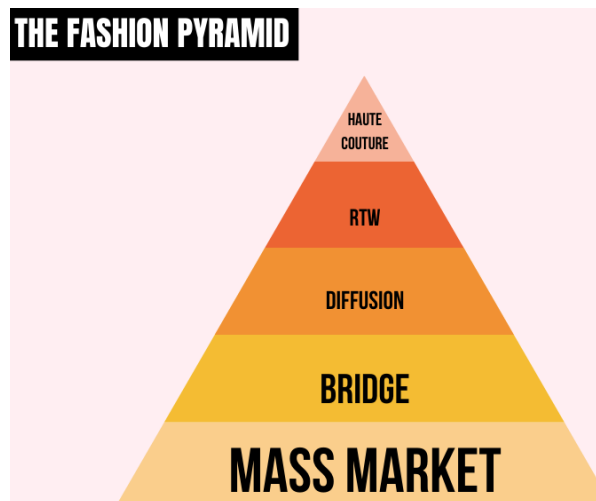 THE FASHION PYRAMID
HAUTE
COUTURE
RTW
DIFFUSION
BRIDGE
MASS MARKET